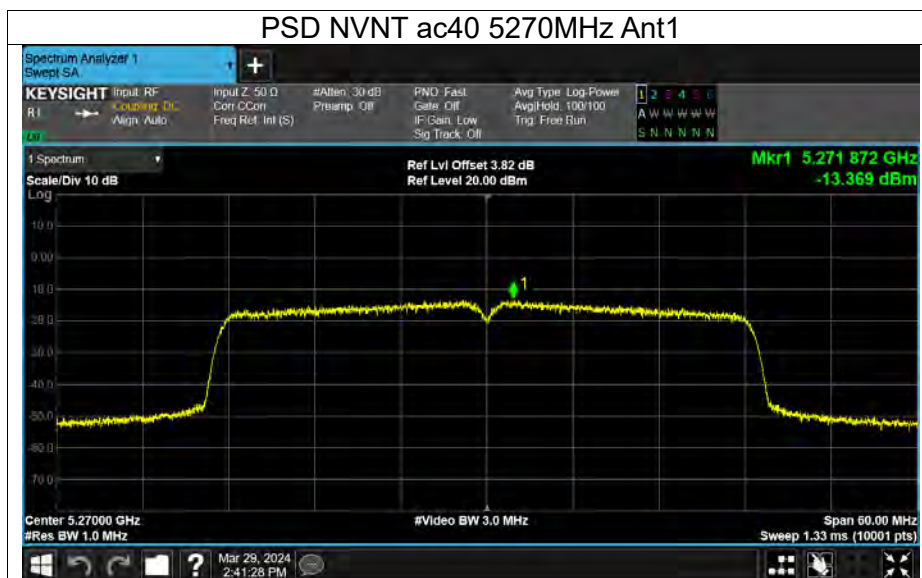 PSD NVNT ac40 5270MHz Ant1
Spectrum Analyzer 1
Swept SA
+
KEYSIGHT Input: RF Input Z: 50 Ω #Atten: 30 dB PNO: Fast Avg Type: Log-Power 1 2 3 4 5 6
Coupling: DC Corr CCorr Preamp: Off Gate: Off Avg|Hold: 100/100 A W W W W W
Align: Auto Freq Ref: Int (S) IF Gain: Low Trig: Free Run
Sig Track: Off S N N N N N
1 Spectrum Ref Lvl Offset 3.82 dB Mkr1 5.271 872 GHz
Scale/Div 10 dB Ref Level 20.00 dBm -13.369 dBm
Log
10.0
0.00
1
-10.0
-20.0
-30.0
-40.0
-50.0
-60.0
-70.0
Center 5.27000 GHz #Video BW 3.0 MHz Span 60.00 MHz
#Res BW 1.0 MHz Sweep 1.33 ms (10001 pts)
? Mar 29, 2024
2:41:28 PM